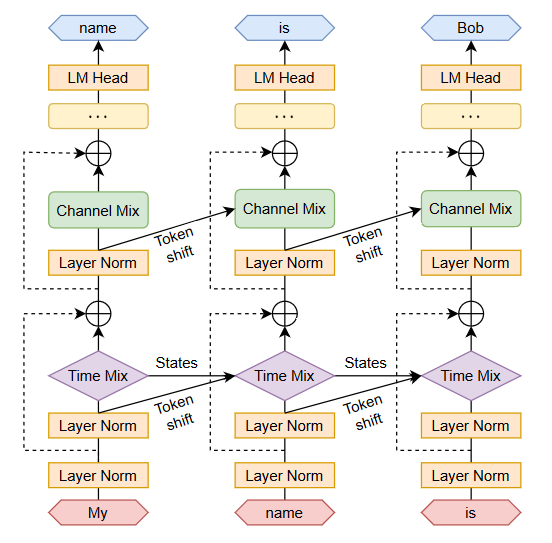 name is Bob
LM Head LM Head LM Head
... ... ...
Channel Mix Channel Mix Channel Mix
Token
shift
Token
shift
Layer Norm Layer Norm Layer Norm
States States
Time Mix Time Mix Time Mix
Token
shift
Token
shift
Layer Norm Layer Norm Layer Norm
Layer Norm Layer Norm Layer Norm
My name is